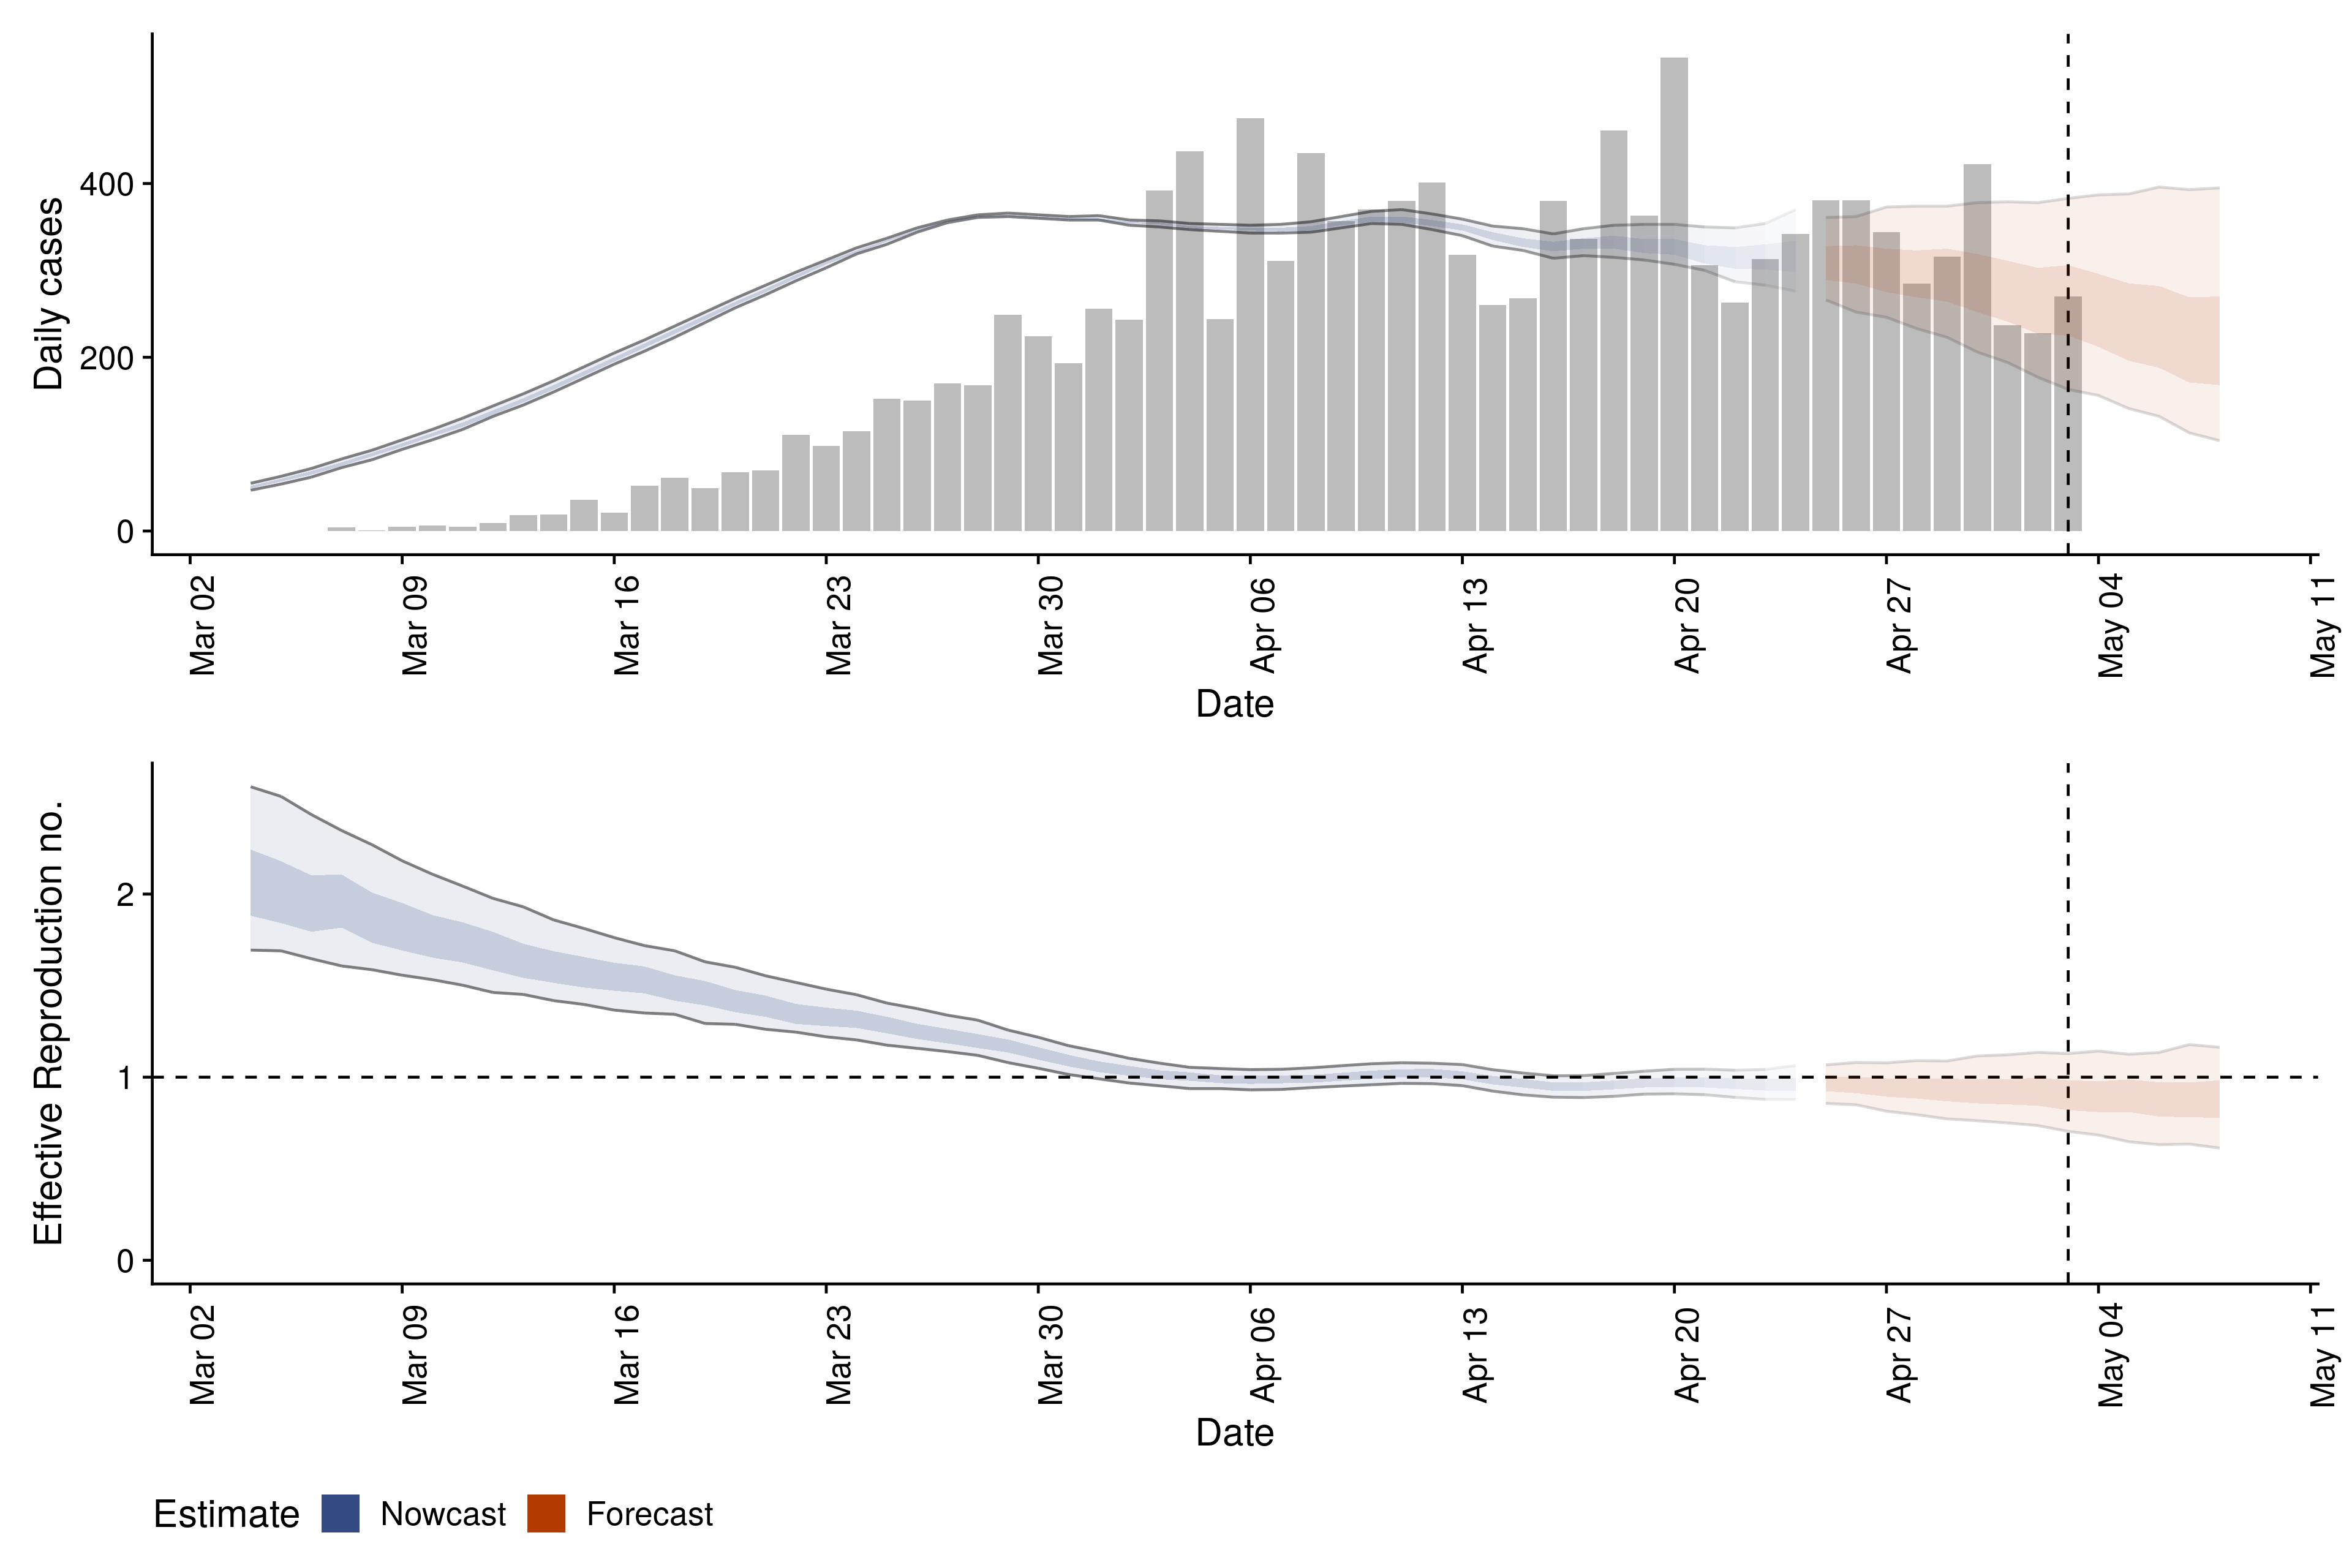 Daily cases
400
200
0
Mar 02
Mar 09
Mar 16
Mar 23
Mar 30
Apr 06
Apr 13
Apr 20
Apr 27
May 04
May 11
Date
Effective Reproduction no.
2
1
0
Mar 02
Mar 09
Mar 16
Mar 23
Mar 30
Apr 06
Apr 13
Apr 20
Apr 27
May 04
May 11
Date
Estimate Nowcast Forecast